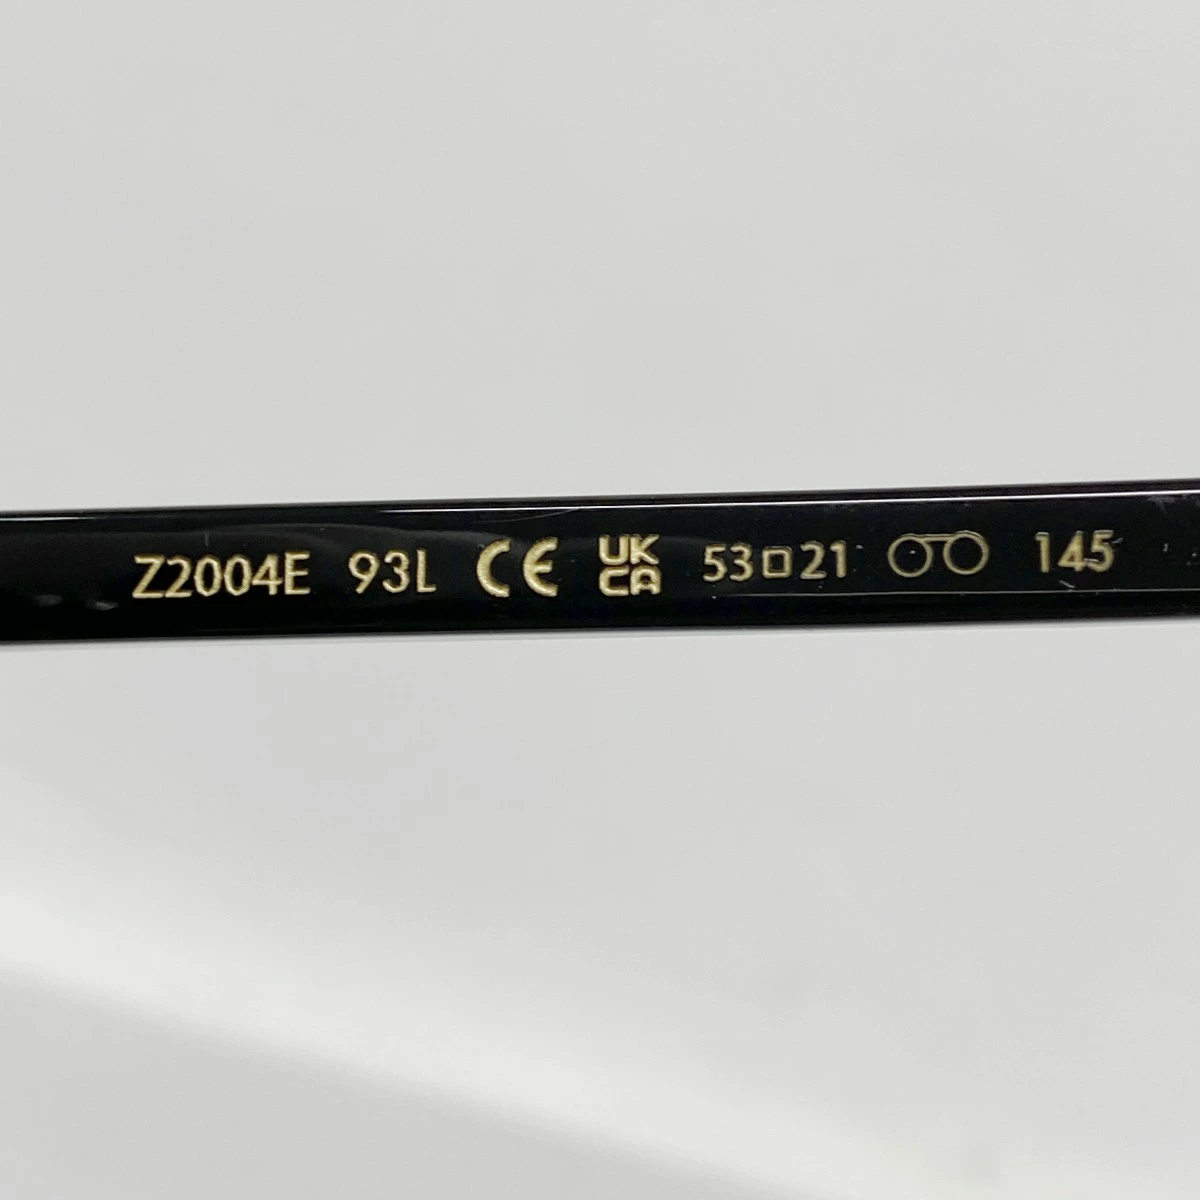 Z2004E 93L CE UK CA 53□21 145